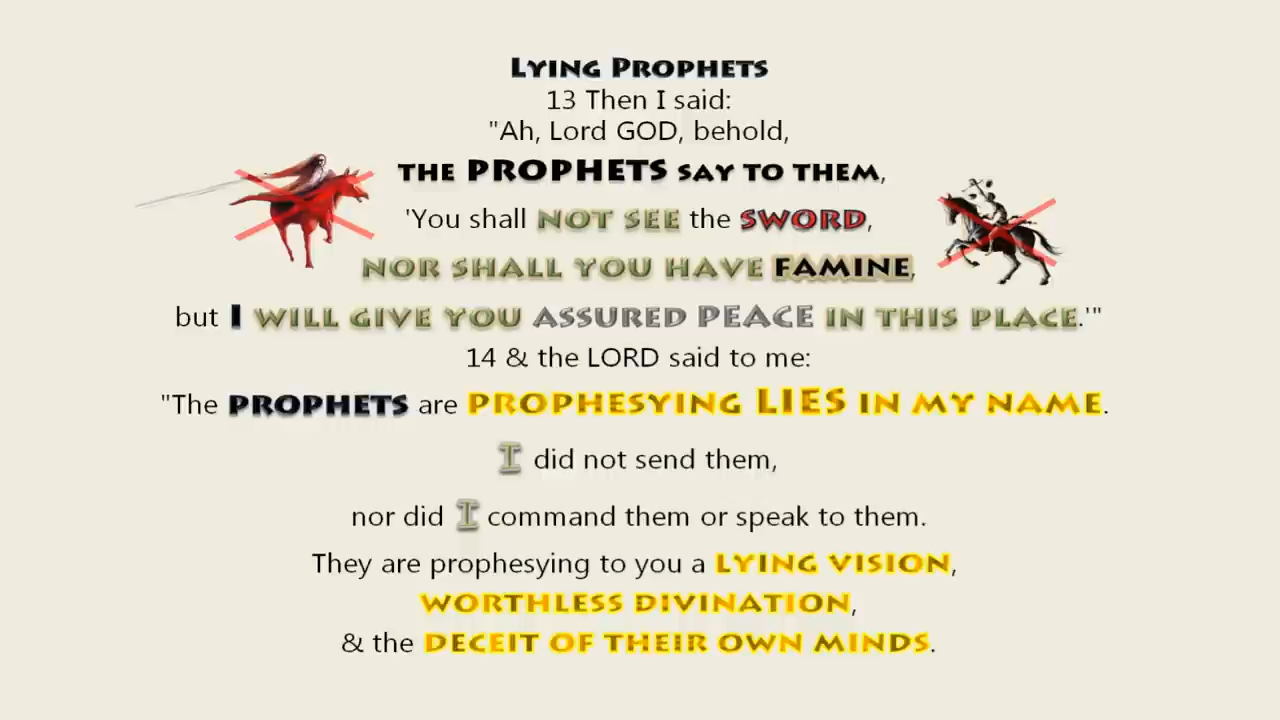 LYING PROPHETS
13 Then I said:
"Ah, Lord GOD, behold,
THE PROPHETS SAY TO THEM,
'You shall NOT SEE the SWORD,
NOR SHALL YOU HAVE FAMINE,
but I WILL GIVE YOU ASSURED PEACE IN THIS PLACE.'"
14 & the LORD said to me:
"The PROPHETS are PROPHESYING LIES IN MY NAME.
I did not send them,
nor did I command them or speak to them.
They are prophesying to you a LYING VISION,
WORTHLESS DIVINATION,
& the DECEIT OF THEIR OWN MINDS.